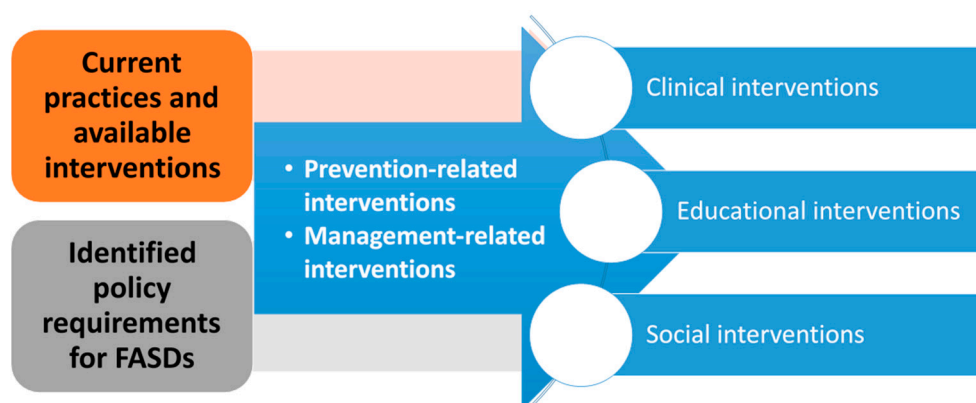 Current
practices and
available
interventions
Identified
policy
requirements
for FASDs
• Prevention-related
interventions
• Management-related
interventions
Clinical interventions
Educational interventions
Social interventions